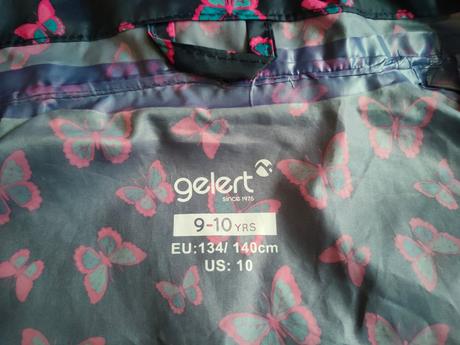 gelert
since 1975
9-10 YRS
EU:134/ 140cm
US: 10